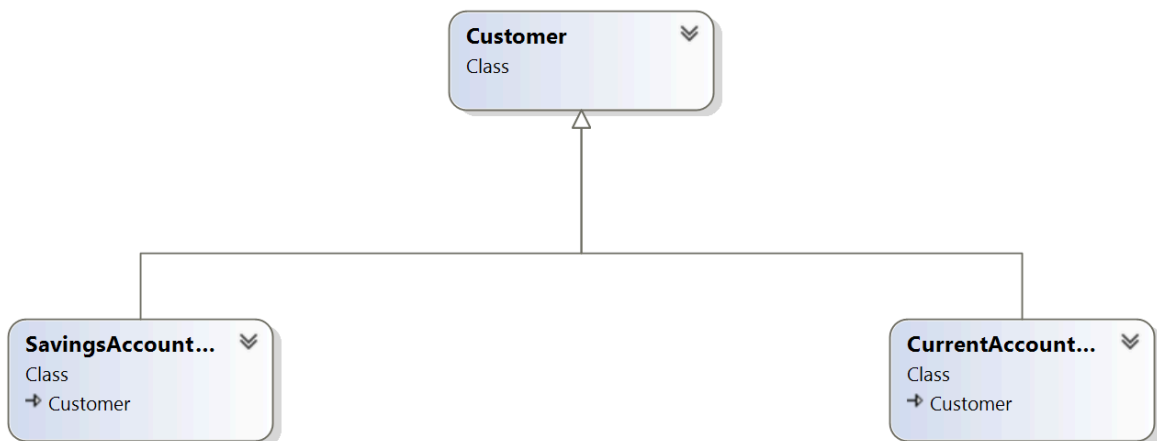 Customer
Class
SavingsAccount...
Class
Customer
CurrentAccount...
Class
Customer